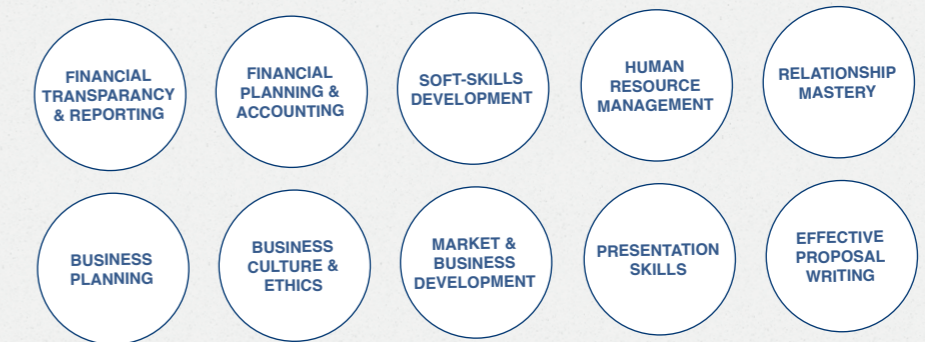 FINANCIAL
TRANSPARANCY
& REPORTING
FINANCIAL
PLANNING &
ACCOUNTING
SOFT-SKILLS
DEVELOPMENT
HUMAN
RESOURCE
MANAGEMENT
RELATIONSHIP
MASTERY
BUSINESS
PLANNING
BUSINESS
CULTURE &
ETHICS
MARKET &
BUSINESS
DEVELOPMENT
PRESENTATION
SKILLS
EFFECTIVE
PROPOSAL
WRITING